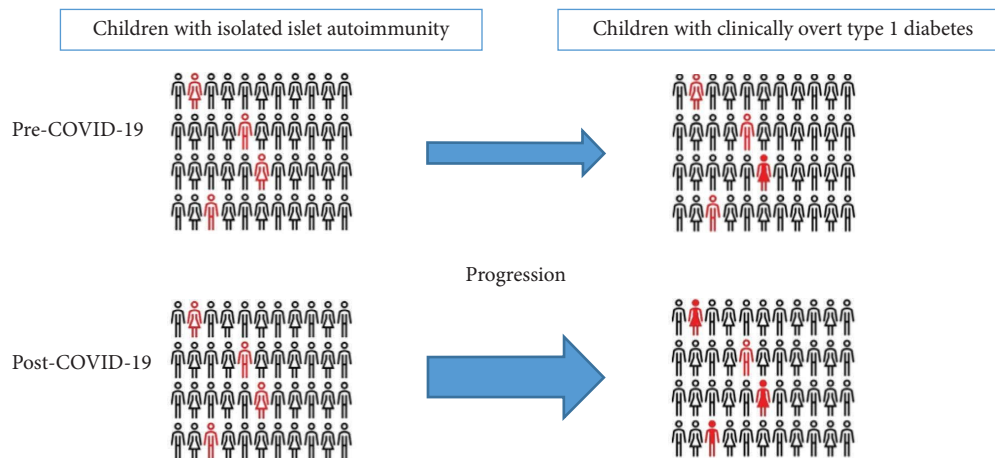 Children with isolated islet autoimmunity
Children with clinically overt type 1 diabetes
Pre-COVID-19
Progression
Post-COVID-19